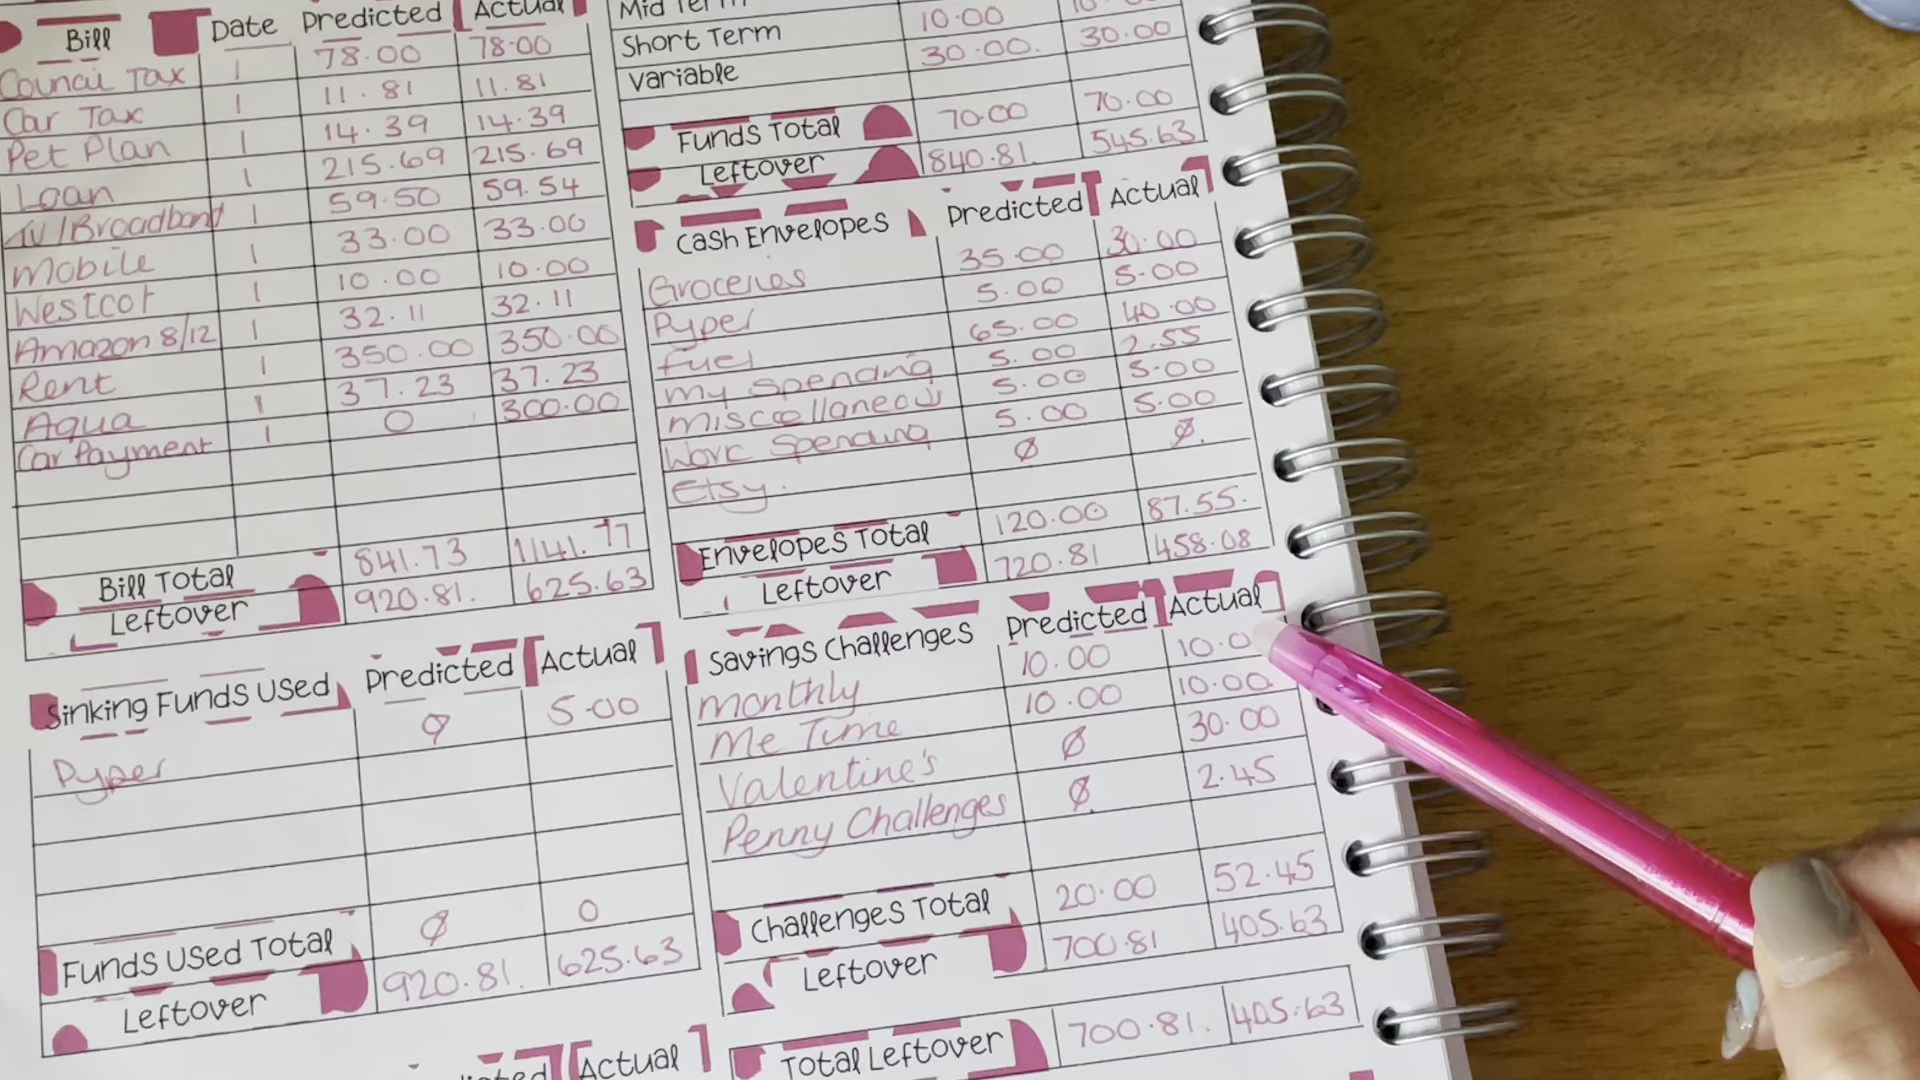 Bill Date Predicted Actual
Council Tax 1 78.00 78.00
Car Tax 1 11.81 11.81
Pet Plan 1 14.39 14.39
Loan 1 215.69 215.69
TV/Broadband 1 59.50 59.54
Mobile 1 33.00 33.00
Westcot 1 10.00 10.00
Amazon 8/12 1 32.11 32.11
Rent 1 350.00 350.00
Aqua 1 37.23 37.23
Car Payment 1 0 300.00
Bill Total 841.73 1141.77
Leftover 920.81. 625.63
Sinking Funds Used Predicted Actual
Pyper 0 5.00
Funds Used Total 0 0
Leftover 920.81. 625.63
Actual
Mid Term 10.00
Short Term 30.00. 30.00
Variable
Funds Total 70.00 70.00
Leftover 840.81. 545.63
Cash Envelopes Predicted Actual
Groceries 35.00 30.00
Pyper 5.00 5.00
Fuel 65.00 40.00
My Spending 5.00 2.55
Miscellaneous 5.00 5.00
Work Spending 5.00 5.00
Etsy. 0 0.
Envelopes Total 120.00 87.55.
Leftover 720.81 458.08
Savings Challenges Predicted Actual
Monthly 10.00 10.0
Me Time 10.00 10.00.
Valentine's 0 30.00
Penny Challenges 0. 2.45
Challenges Total 20.00 52.45
Leftover 700.81 405.63
Total Leftover 700.81. 405.63